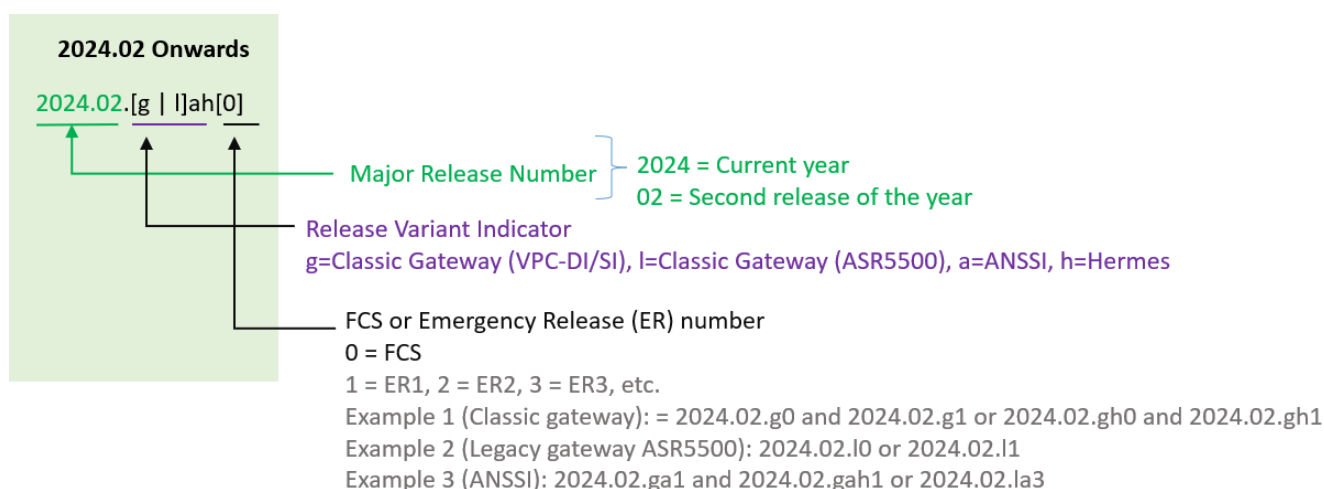 2024.02 Onwards
2024.02.[g | l]ah[0]
Major Release Number
2024 = Current year
02 = Second release of the year
Release Variant Indicator
g=Classic Gateway (VPC-DI/SI), l=Classic Gateway (ASR5500), a=ANSSI, h=Hermes
FCS or Emergency Release (ER) number
0 = FCS
1 = ER1, 2 = ER2, 3 = ER3, etc.
Example 1 (Classic gateway): = 2024.02.g0 and 2024.02.g1 or 2024.02.gh0 and 2024.02.gh1
Example 2 (Legacy gateway ASR5500): 2024.02.l0 or 2024.02.l1
Example 3 (ANSSI): 2024.02.ga1 and 2024.02.gah1 or 2024.02.la3